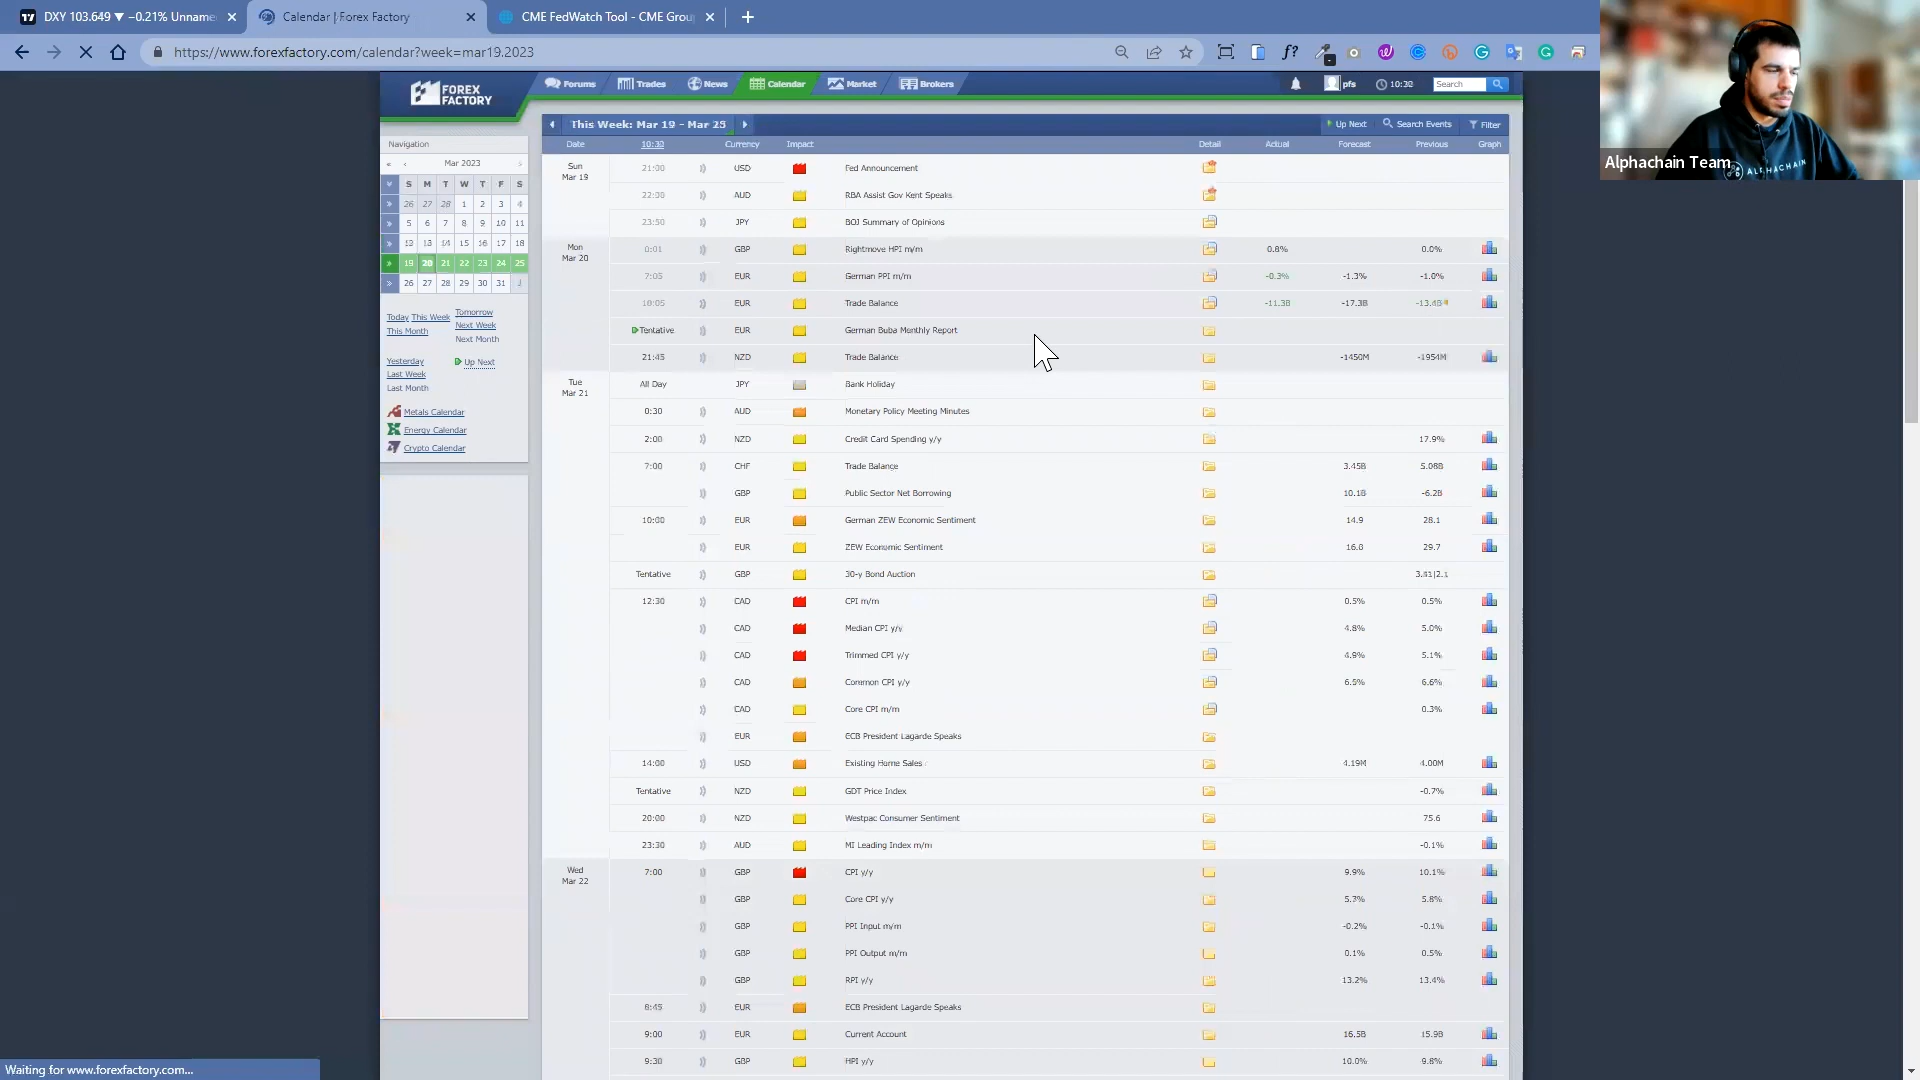 DXY 103.649 ▼ −0.21% Unname
Calendar | Forex Factory
CME FedWatch Tool - CME Grou
https://www.forexfactory.com/calendar?week=mar19.2023
FOREX FACTORY
Forums Trades News Calendar Market Brokers
pfs 10:30 Search
Alphachain Team
ALPHACHAIN
Navigation
« ‹ Mar 2023 ›
S M T W T F S
26 27 28 1 2 3 4
5 6 7 8 9 10 11
12 13 14 15 16 17 18
19 20 21 22 23 24 25
26 27 28 29 30 31 1
Today This Week Tomorrow
This Month Next Week
Next Month
Yesterday Up Next
Last Week
Last Month
Metals Calendar
Energy Calendar
Crypto Calendar
This Week: Mar 19 - Mar 25 Up Next Search Events Filter
Date 10:30 Currency Impact Detail Actual Forecast Previous Graph
Sun Mar 19 21:00 USD Fed Announcement
22:00 AUD RBA Assist Gov Kent Speaks
23:50 JPY BOJ Summary of Opinions
Mon Mar 20 0:01 GBP Rightmove HPI m/m 0.8% 0.0%
7:05 EUR German PPI m/m -0.3% -1.3% -1.0%
10:05 EUR Trade Balance -11.3B -17.3B -13.4B
Tentative EUR German Buba Monthly Report
21:45 NZD Trade Balance -1450M -1954M
Tue Mar 21 All Day JPY Bank Holiday
0:30 AUD Monetary Policy Meeting Minutes
2:00 NZD Credit Card Spending y/y 17.9%
7:00 CHF Trade Balance 3.45B 5.08B
GBP Public Sector Net Borrowing 10.1B -6.2B
10:00 EUR German ZEW Economic Sentiment 14.9 28.1
EUR ZEW Economic Sentiment 16.0 29.7
Tentative GBP 30-y Bond Auction
12:30 CAD CPI m/m 0.5% 0.5%
CAD Median CPI y/y 4.8% 5.0%
CAD Trimmed CPI y/y 4.9% 5.1%
CAD Common CPI y/y 6.5% 6.6%
CAD Core CPI m/m 0.3%
EUR ECB President Lagarde Speaks
14:00 USD Existing Home Sales 4.19M 4.00M
Tentative NZD GDT Price Index -0.7%
20:00 NZD Westpac Consumer Sentiment 75.6
23:30 AUD MI Leading Index m/m -0.1%
Wed Mar 22 7:00 GBP CPI y/y 9.9% 10.1%
GBP Core CPI y/y 5.7% 5.8%
GBP PPI Input m/m -0.2% -0.1%
GBP PPI Output m/m 0.1% 0.5%
GBP RPI y/y 13.2% 13.4%
8:45 EUR ECB President Lagarde Speaks
9:00 EUR Current Account 16.5B 15.9B
9:30 GBP HPI y/y 10.0% 9.8%
Waiting for www.forexfactory.com...